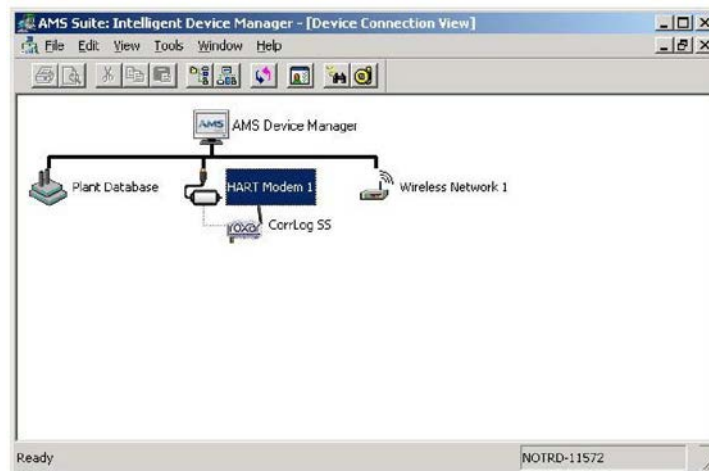 AMS Suite: Intelligent Device Manager - [Device Connection View]
File Edit View Tools Window Help
AMS AMS Device Manager
Plant Database HART Modem 1 Wireless Network 1
roxar CorrLog SS
Ready NOTRD-11572